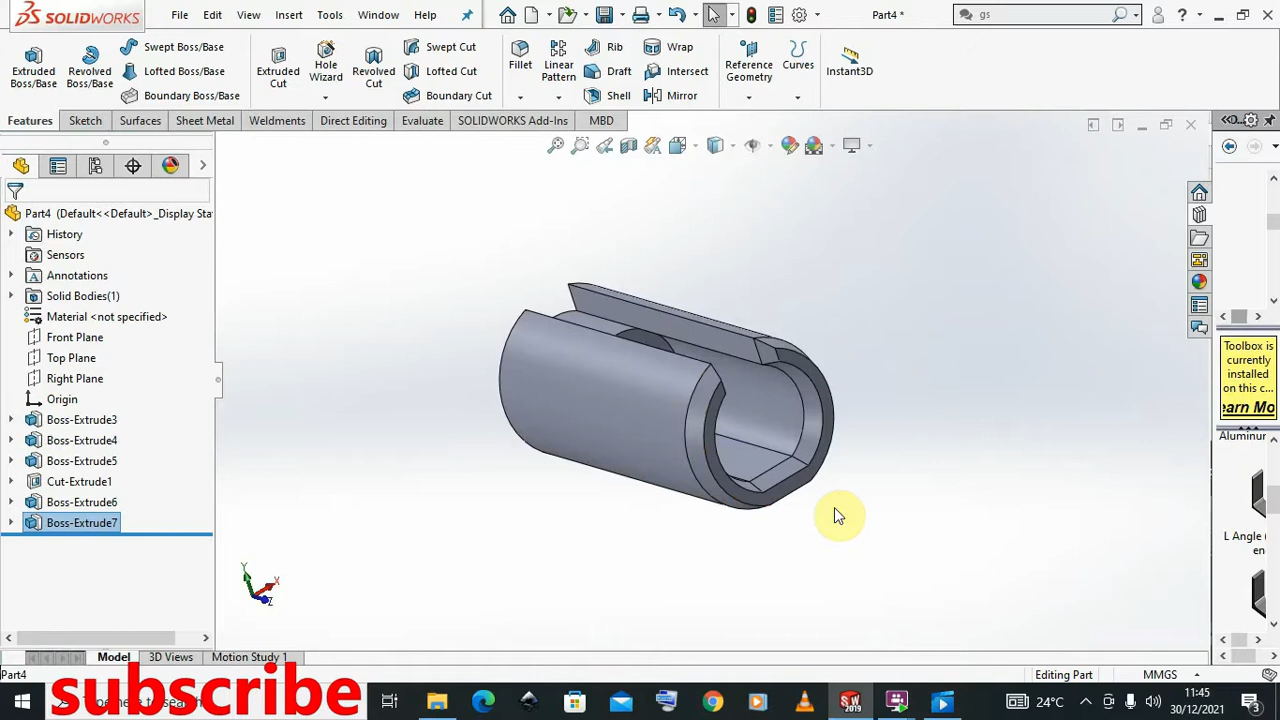 SOLIDWORKS
File
Edit
View
Insert
Tools
Window
Help
Part4 *
gs
?
Extruded Boss/Base
Revolved Boss/Base
Swept Boss/Base
Lofted Boss/Base
Boundary Boss/Base
Extruded Cut
Hole Wizard
Revolved Cut
Swept Cut
Lofted Cut
Boundary Cut
Fillet
Linear Pattern
Rib
Draft
Shell
Wrap
Intersect
Mirror
Reference Geometry
Curves
Instant3D
Features
Sketch
Surfaces
Sheet Metal
Weldments
Direct Editing
Evaluate
SOLIDWORKS Add-Ins
MBD
Part4 (Default<<Default>_Display Sta
History
Sensors
Annotations
Solid Bodies(1)
Material <not specified>
Front Plane
Top Plane
Right Plane
Origin
Boss-Extrude3
Boss-Extrude4
Boss-Extrude5
Cut-Extrude1
Boss-Extrude6
Boss-Extrude7
Y
X
Z
Toolbox is
currently
installed
on this c...
earn Mo
Aluminur
L Angle (
en
Model
3D Views
Motion Study 1
Part4
Editing Part
MMGS
subscribe
SW
2019
24°C
11:45
30/12/2021
3